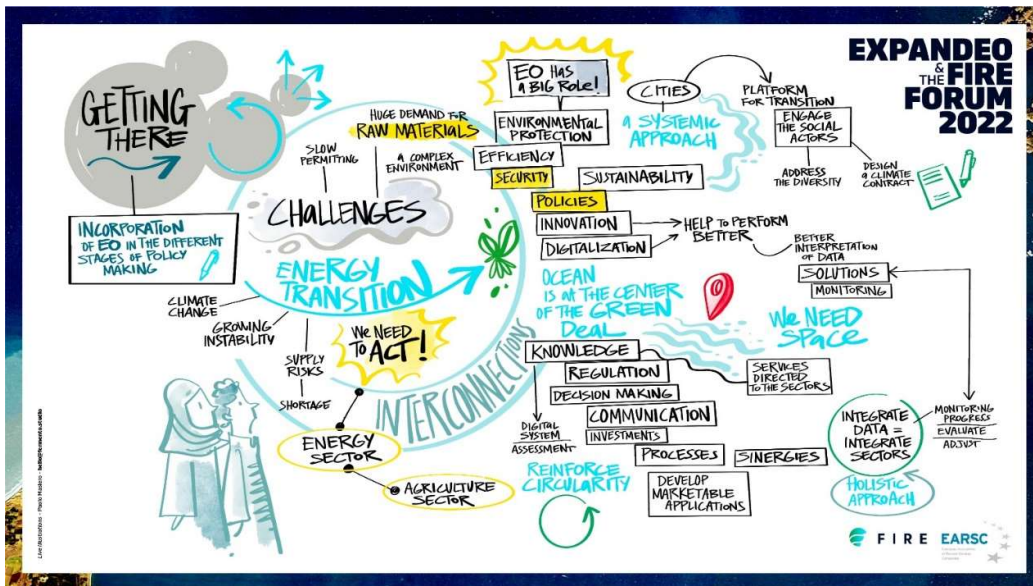 EXPANDEO
& THE FIRE
FORUM
2022
GETTING
THERE
INCORPORATION
OF EO IN THE DIFFERENT
STAGES OF POLICY
MAKING
SLOW
PERMITTING
HUGE DEMAND FOR
RAW MATERIALS
A COMPLEX
ENVIRONMENT
CHALLENGES
ENERGY
TRANSITION
CLIMATE
CHANGE
GROWING
INSTABILITY
SUPPLY
RISKS
SHORTAGE
WE NEED
TO ACT!
INTERCONNECTIONS
ENERGY
SECTOR
AGRICULTURE
SECTOR
EO HAS
A BIG ROLE!
ENVIRONMENTAL
PROTECTION
EFFICIENCY
SECURITY
SUSTAINABILITY
POLICIES
INNOVATION
DIGITALIZATION
HELP TO PERFORM
BETTER
BETTER
INTERPRETATION
OF DATA
SOLUTIONS
MONITORING
CITIES
A SYSTEMIC
APPROACH
PLATFORM
FOR TRANSITION
ENGAGE
THE SOCIAL
ACTORS
ADDRESS
THE DIVERSITY
DESIGN
A CLIMATE
CONTRACT
OCEAN
IS AT THE CENTER
OF THE GREEN
DEAL
WE NEED
SPACE
KNOWLEDGE
REGULATION
DECISION MAKING
COMMUNICATION
INVESTMENTS
PROCESSES
SINERGIES
DEVELOP
MARKETABLE
APPLICATIONS
SERVICES
DIRECTED
TO THE SECTORS
DIGITAL
SYSTEM
ASSESSMENT
REINFORCE
CIRCULARITY
INTEGRATE
DATA =
INTEGRATE
SECTORS
MONITORING
PROGRESS
EVALUATE
ADJUST
HOLISTIC
APPROACH
FIRE EARSC